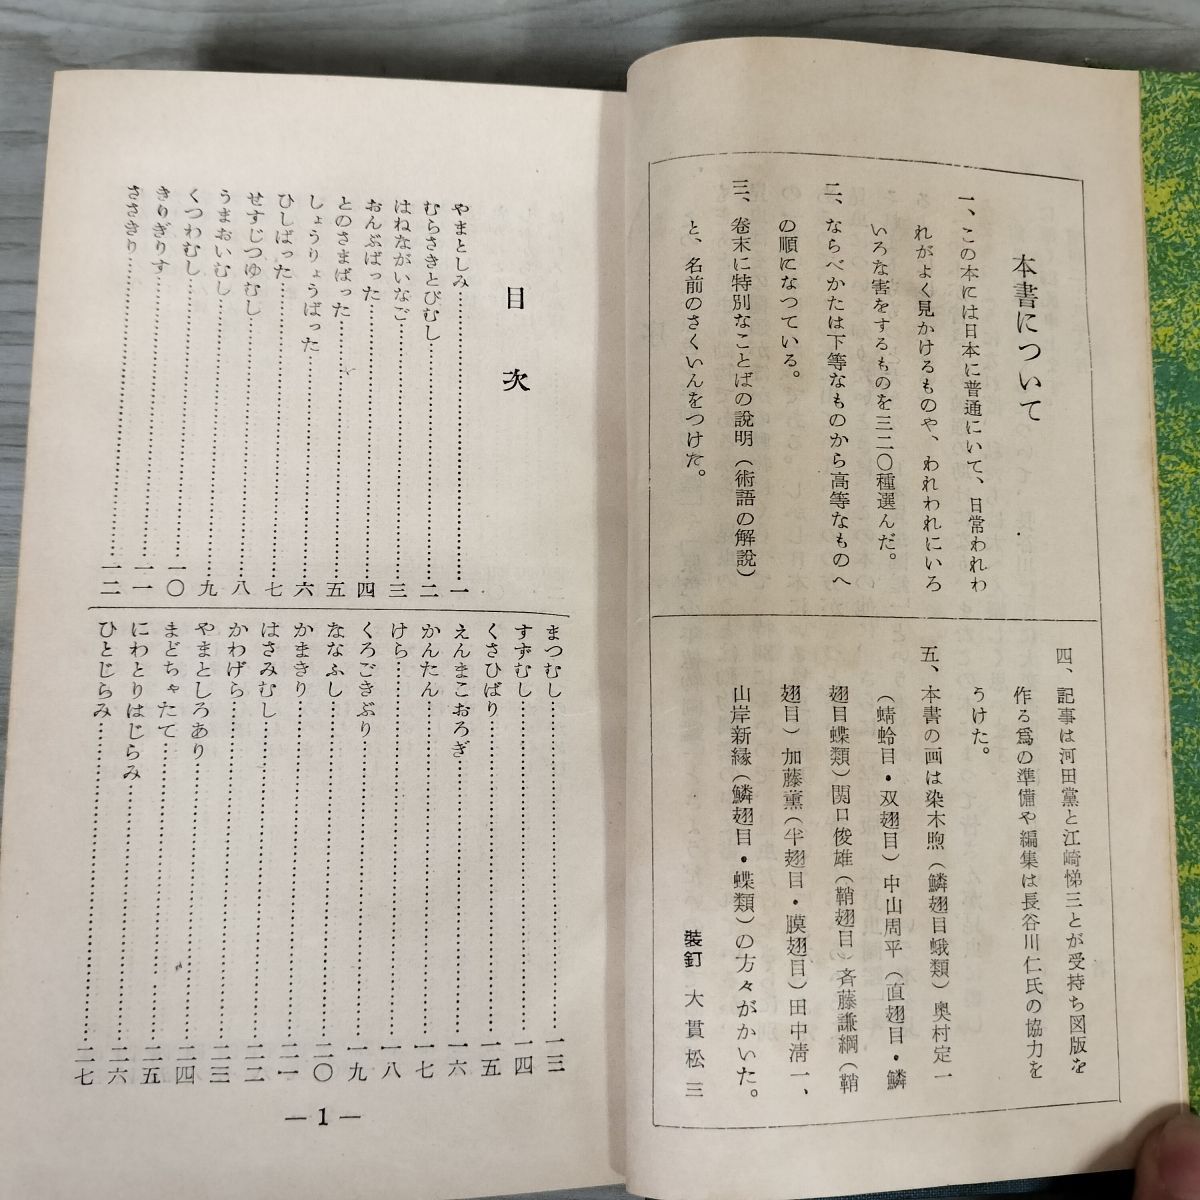 本書について
一、この本には日本に普通にいて、日常われわ
れがよく見かけるものや、われわれにいろ
いろな害をするものを三二〇種選んだ。
二、ならべかたは下等なものから高等なものへ
の順になつている。
三、巻末に特別なことばの說明（術語の解說）
と、名前のさくいんをつけた。
四、記事は河田黨と江崎悌三とが受持ち図版を
作る爲の準備や編集は長谷川仁氏の協力を
うけた。
五、本書の画は染木煦（鱗翅目蛾類）奧村定一
（蜻蛉目・双翅目）中山周平（直翅目・鱗
翅目蝶類）関口俊雄（鞘翅目）斉藤謙綱（鞘
翅目）加藤薫（半翅目・膜翅目）田中淸一、
山岸新縁（鱗翅目・蝶類）の方々がかいた。
裝釘　大貫松三
目次
やまとしみ……一
むらさきとびむし……二
はねながいなご……三
おんぶばった……四
とのさまばった……五
しょうりょうばった……六
ひしばった……七
せすじつゆむし……八
うまおいむし……九
くつわむし……一〇
きりぎりす……一一
ささきり……一二
まつむし……一三
すずむし……一四
くさひばり……一五
えんまこおろぎ……一六
かんたん……一七
けら……一八
くろごきぶり……一九
ななふし……二〇
かまきり……二一
はさみむし……二二
かわげら……二三
やまとしろあり……二四
まどちゃたて……二五
にわとりはじらみ……二六
ひとじらみ……二七
—1—